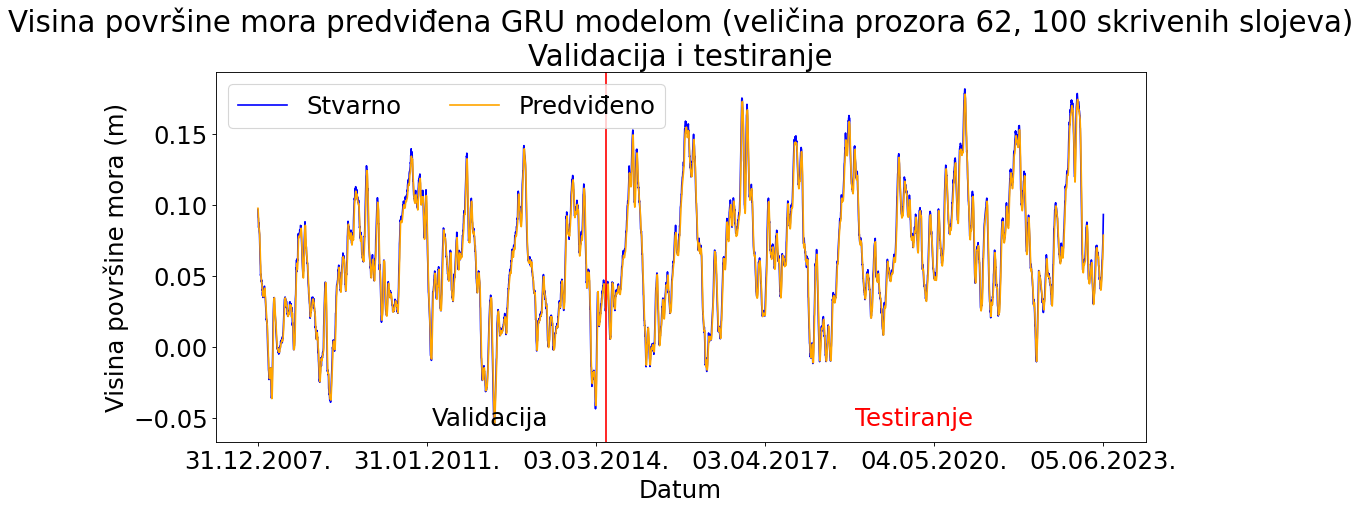 Visina površine mora predviđena GRU modelom (veličina prozora 62, 100 skrivenih slojeva)
Validacija i testiranje
Stvarno
Predviđeno
Visina površine mora (m)
0.15
0.10
0.05
0.00
−0.05
Validacija
Testiranje
31.12.2007.
31.01.2011.
03.03.2014.
03.04.2017.
04.05.2020.
05.06.2023.
Datum